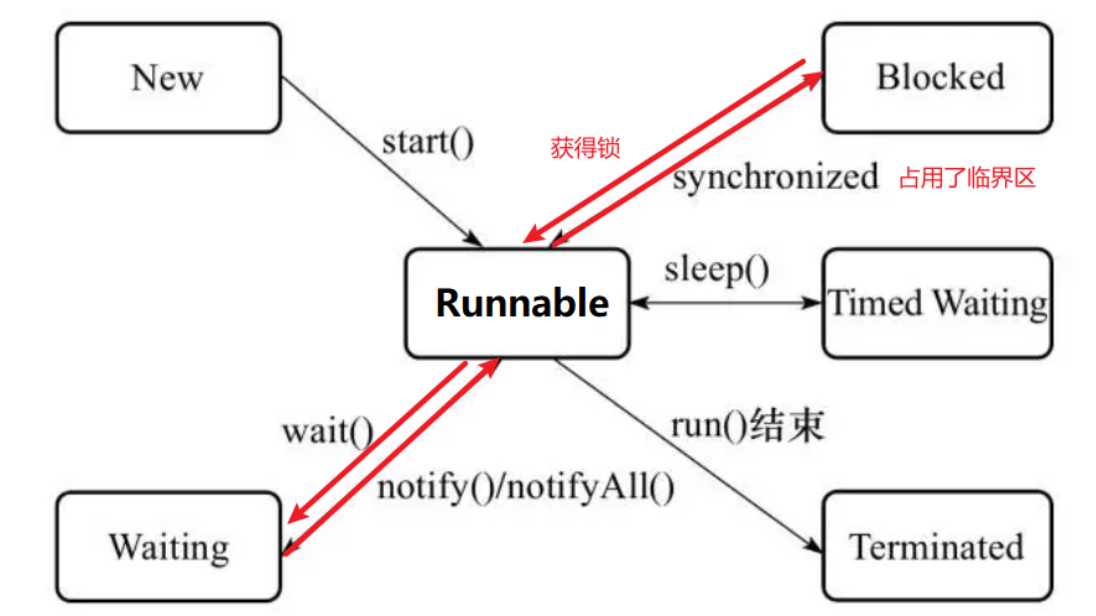 New
Blocked
start()
获得锁
synchronized
占用了临界区
Runnable
sleep()
Timed Waiting
wait()
run()结束
notify()/notifyAll()
Waiting
Terminated